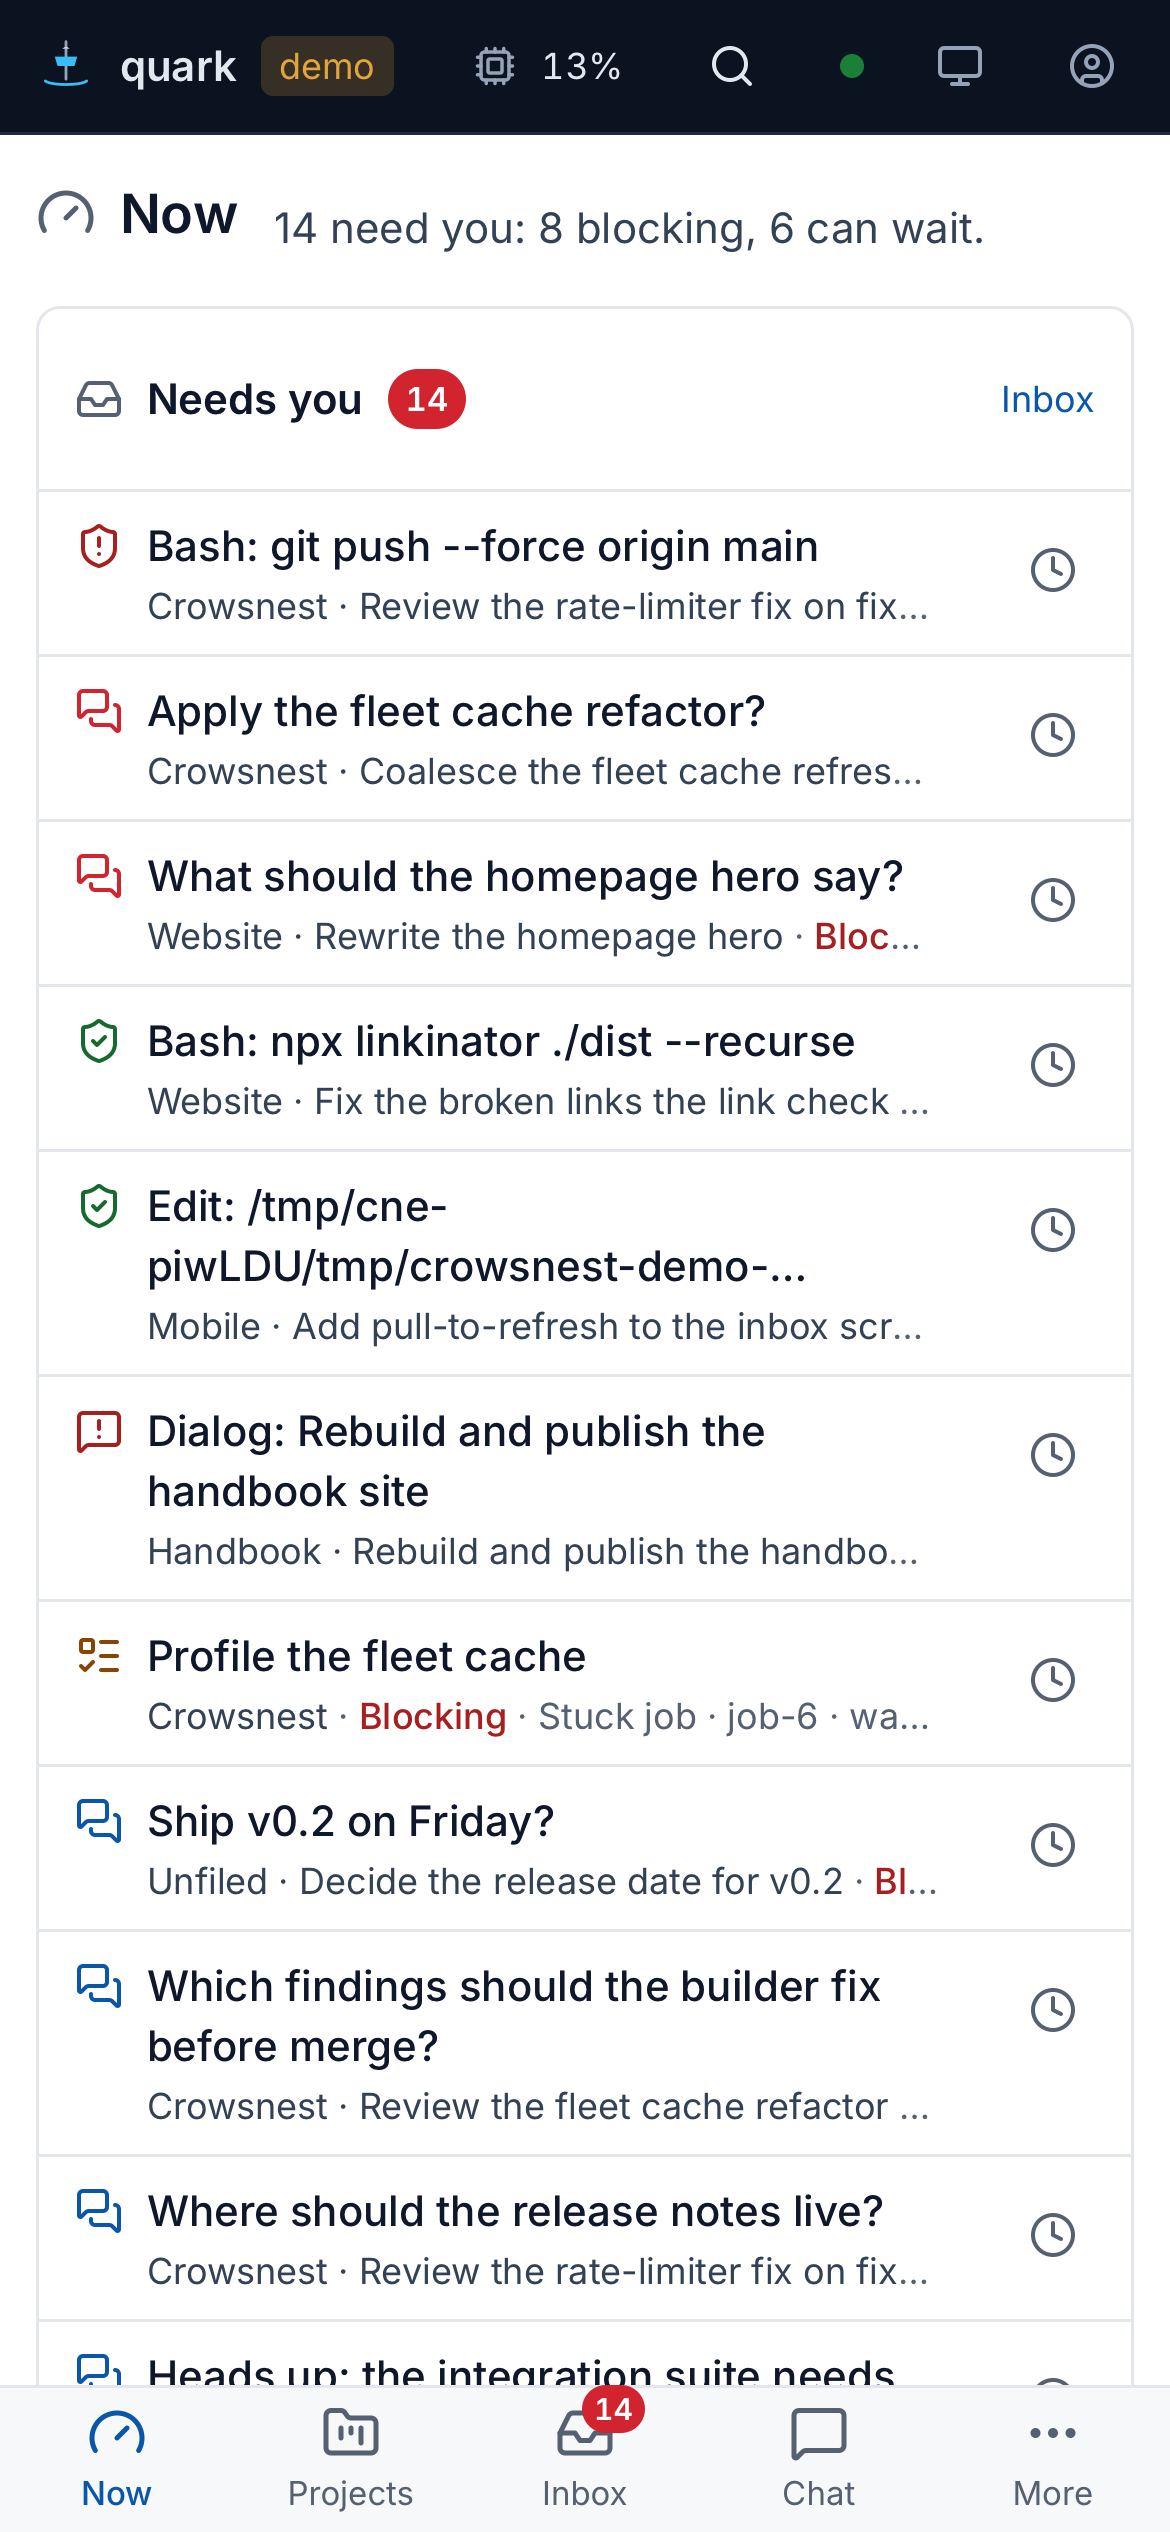 quark demo 13%
Now 14 need you: 8 blocking, 6 can wait.
Needs you 14 Inbox
Bash: git push --force origin main
Crowsnest · Review the rate-limiter fix on fix...
Apply the fleet cache refactor?
Crowsnest · Coalesce the fleet cache refres...
What should the homepage hero say?
Website · Rewrite the homepage hero · Bloc...
Bash: npx linkinator ./dist --recurse
Website · Fix the broken links the link check ...
Edit: /tmp/cne-
piwLDU/tmp/crowsnest-demo-...
Mobile · Add pull-to-refresh to the inbox scr...
Dialog: Rebuild and publish the
handbook site
Handbook · Rebuild and publish the handbo...
Profile the fleet cache
Crowsnest · Blocking · Stuck job · job-6 · wa...
Ship v0.2 on Friday?
Unfiled · Decide the release date for v0.2 · Bl...
Which findings should the builder fix
before merge?
Crowsnest · Review the fleet cache refactor ...
Where should the release notes live?
Crowsnest · Review the rate-limiter fix on fix...
Heads up: the integration suite needs
14
Now Projects Inbox Chat More